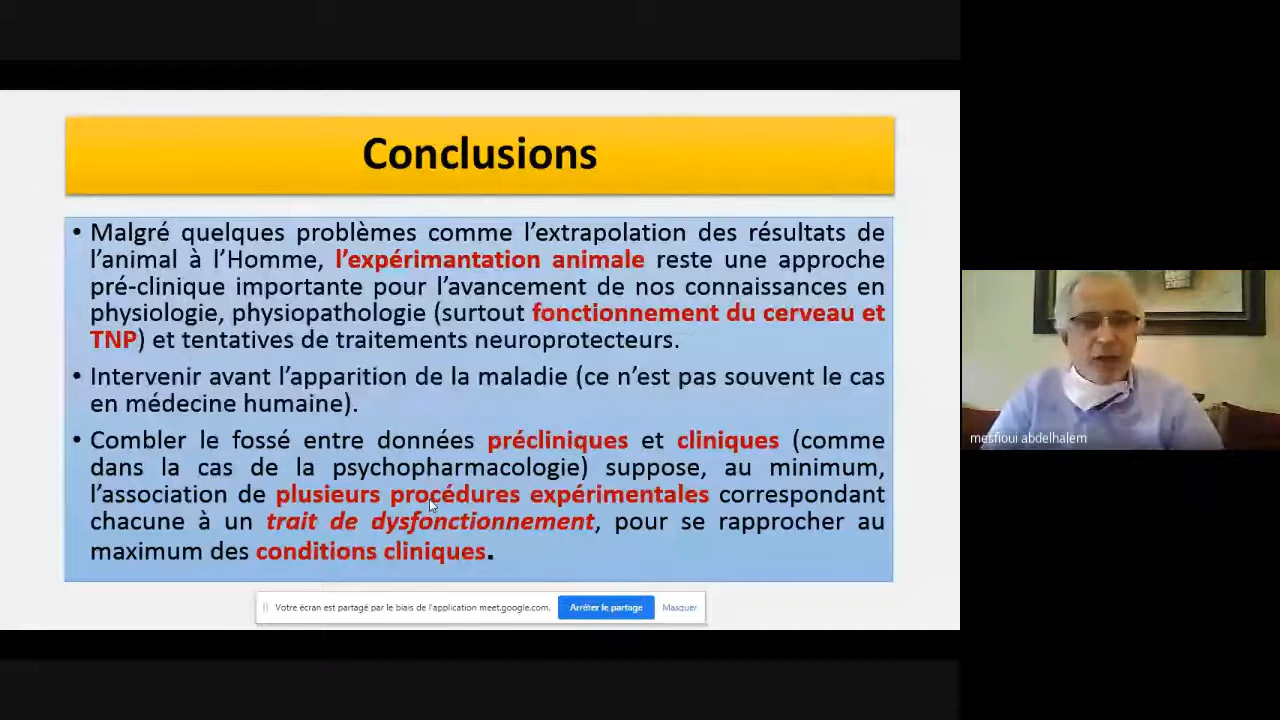 Conclusions
• Malgré quelques problèmes comme l'extrapolation des résultats de
l'animal à l'Homme, l'expérimantation animale reste une approche
pré-clinique importante pour l'avancement de nos connaissances en
physiologie, physiopathologie (surtout fonctionnement du cerveau et
TNP) et tentatives de traitements neuroprotecteurs.
• Intervenir avant l'apparition de la maladie (ce n'est pas souvent le cas
en médecine humaine).
• Combler le fossé entre données précliniques et cliniques (comme
dans la cas de la psychopharmacologie) suppose, au minimum,
l'association de plusieurs procédures expérimentales correspondant
chacune à un trait de dysfonctionnement, pour se rapprocher au
maximum des conditions cliniques.
Votre écran est partagé par le biais de l'application meet.google.com.
Arrêter le partage
Masquer
mesfioui abdelhalem